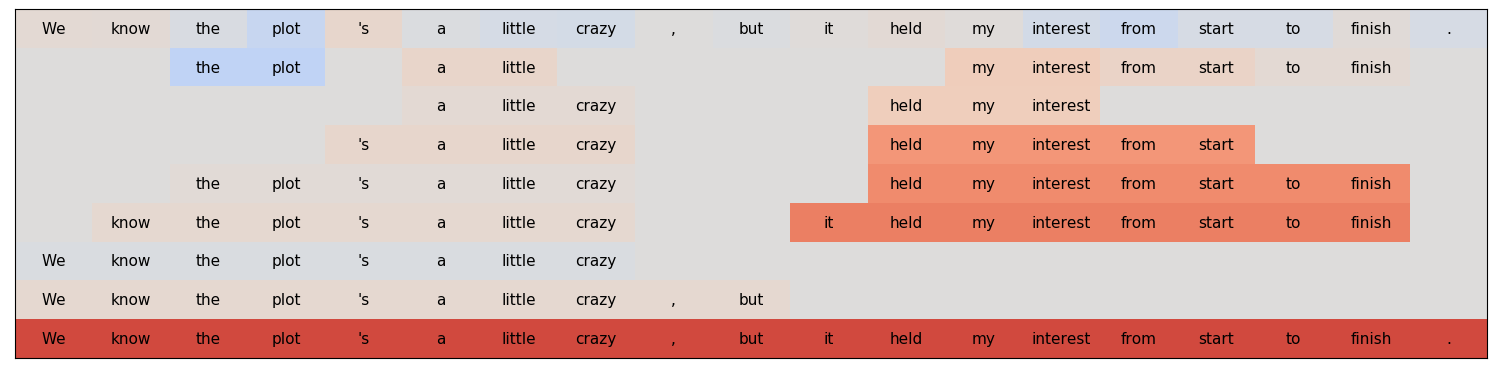 We know the plot 's a little crazy , but it held my interest from start to finish .
the plot a little my interest from start to finish
a little crazy held my interest
's a little crazy held my interest from start
the plot 's a little crazy held my interest from start to finish
know the plot 's a little crazy it held my interest from start to finish
We know the plot 's a little crazy
We know the plot 's a little crazy , but
We know the plot 's a little crazy , but it held my interest from start to finish .